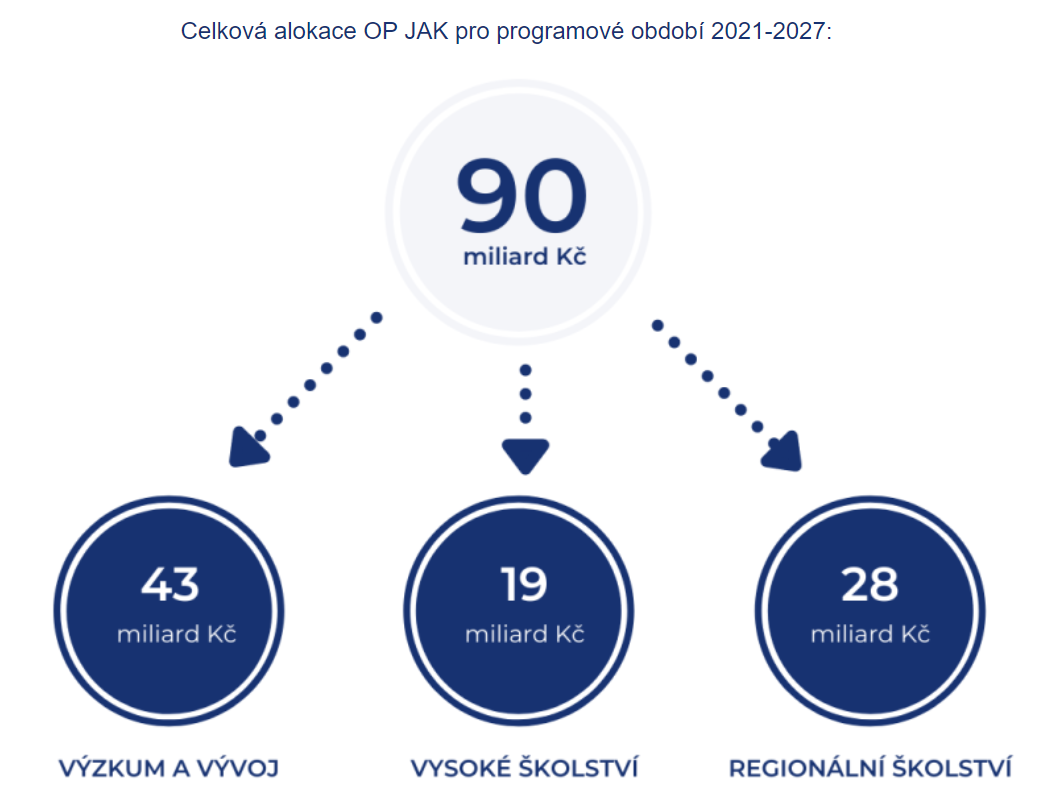 Celková alokace OP JAK pro programové období 2021-2027:
90
miliard Kč
43
miliard Kč
19
miliard Kč
28
miliard Kč
VÝZKUM A VÝVOJ
VYSOKÉ ŠKOLSTVÍ
REGIONÁLNÍ ŠKOLSTVÍ